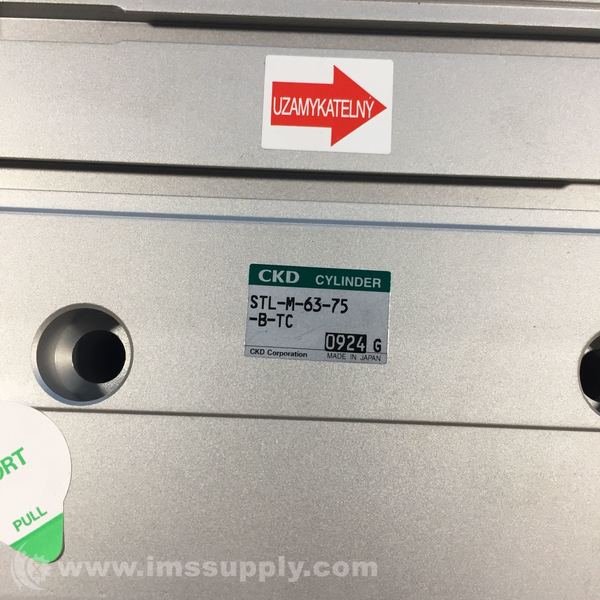 UZAMYKATELNÝ
CKD CYLINDER
STL-M-63-75
-B-TC
0924 G
CKD Corporation MADE IN JAPAN
ORT
PULL
www.imssupply.com